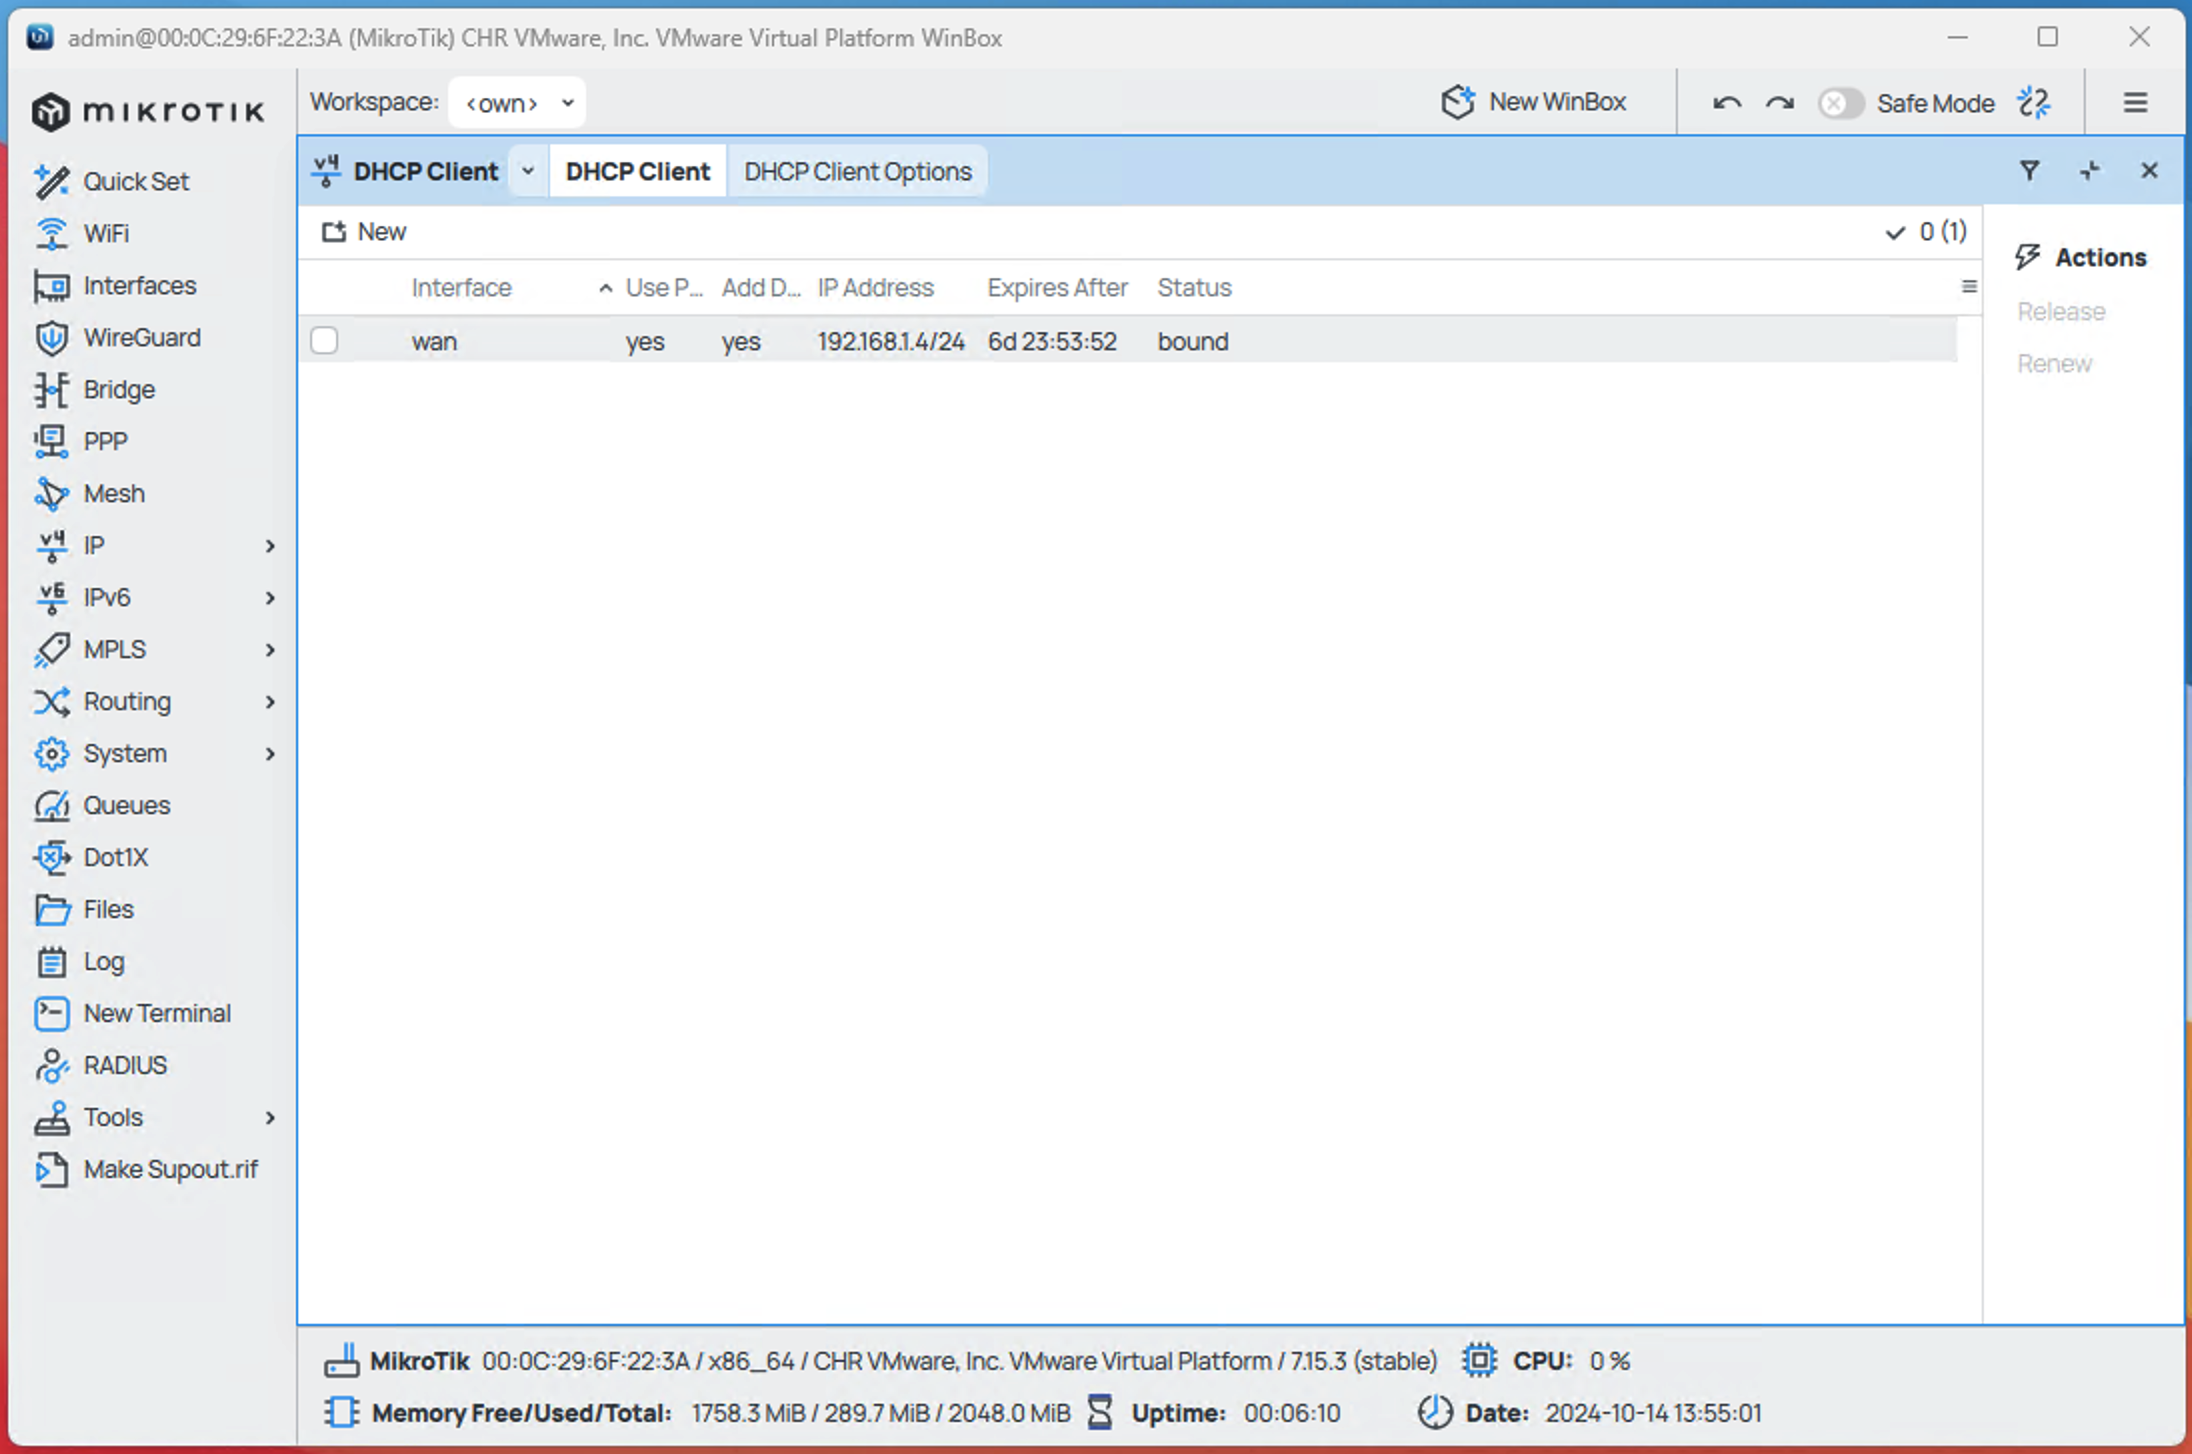 admin@00:0C:29:6F:22:3A (MikroTik) CHR VMware, Inc. VMware Virtual Platform WinBox
mikrotik
Workspace: <own> New WinBox Safe Mode
DHCP Client DHCP Client DHCP Client Options
New 0 (1)
Interface Use P... Add D... IP Address Expires After Status
wan yes yes 192.168.1.4/24 6d 23:53:52 bound
Actions
Release
Renew
Quick Set
WiFi
Interfaces
WireGuard
Bridge
PPP
Mesh
v4 IP
v6 IPv6
MPLS
Routing
System
Queues
Dot1X
Files
Log
New Terminal
RADIUS
Tools
Make Supout.rif
MikroTik 00:0C:29:6F:22:3A / x86_64 / CHR VMware, Inc. VMware Virtual Platform / 7.15.3 (stable) CPU: 0 %
Memory Free/Used/Total: 1758.3 MiB / 289.7 MiB / 2048.0 MiB Uptime: 00:06:10 Date: 2024-10-14 13:55:01